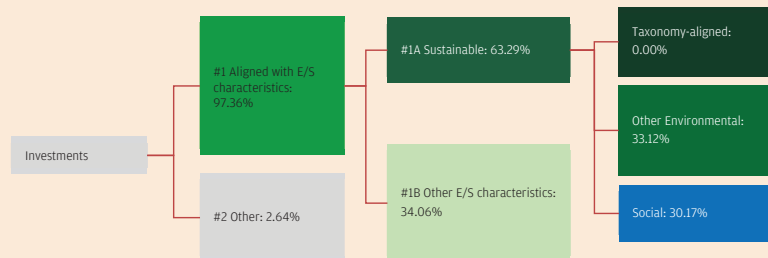 Investments
#1 Aligned with E/S
characteristics:
97.36%
#2 Other: 2.64%
#1A Sustainable: 63.29%
#1B Other E/S characteristics:
34.06%
Taxonomy-aligned:
0.00%
Other Environmental:
33.12%
Social: 30.17%